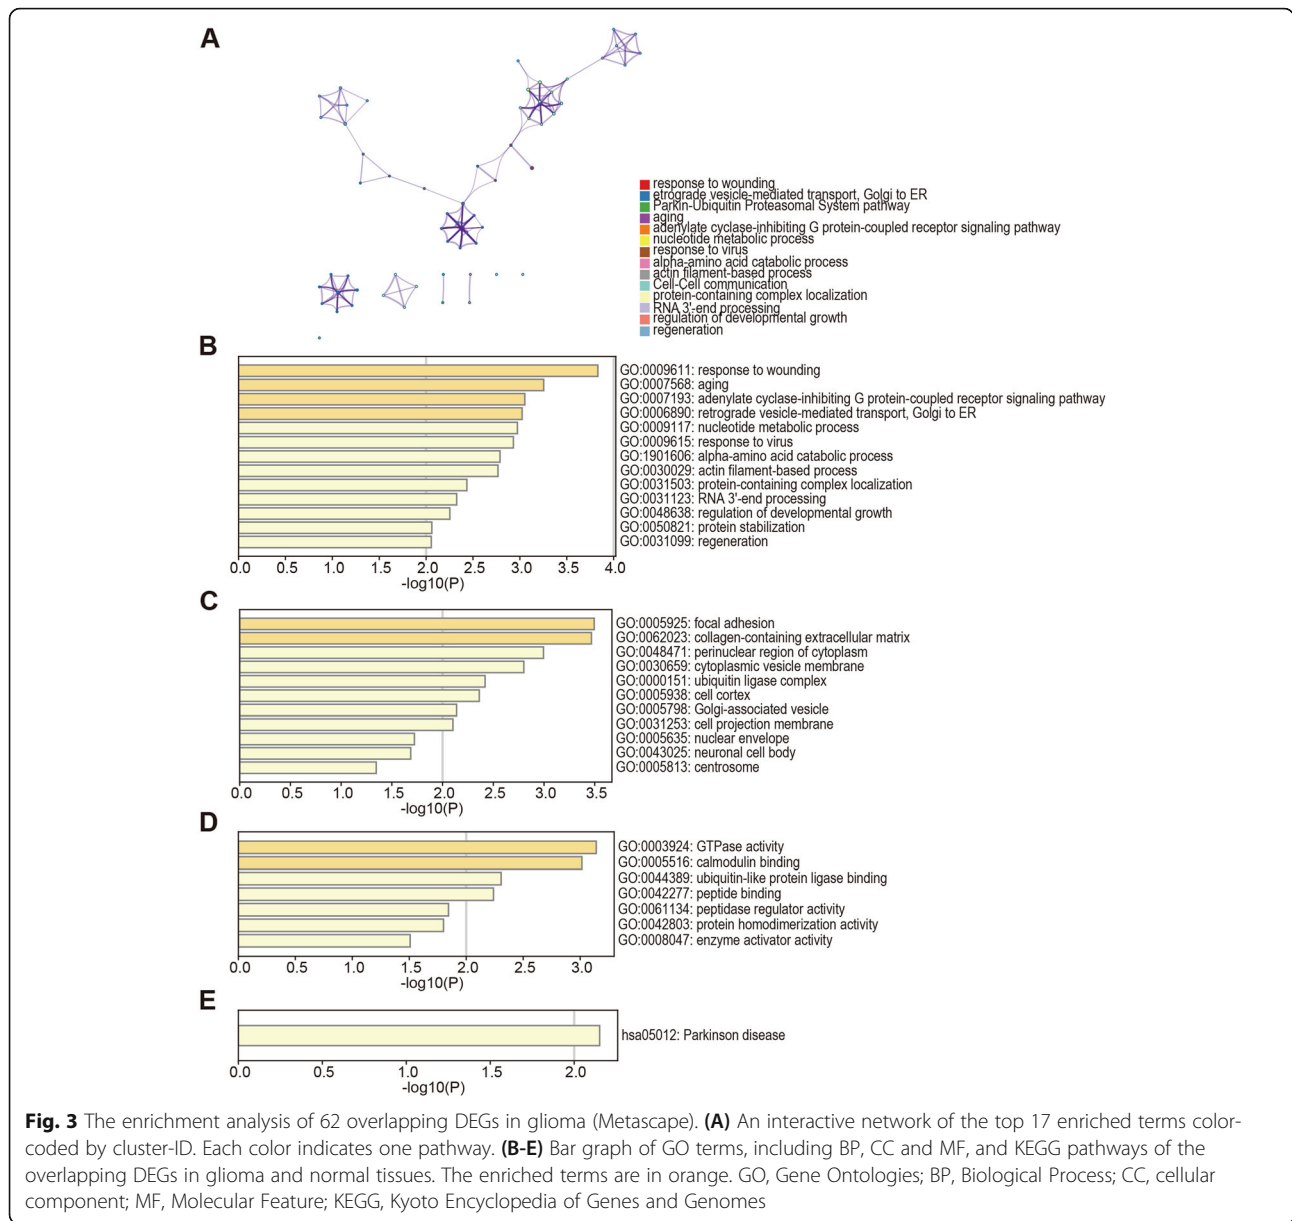 A
response to wounding
etrograde vesicle-mediated transport, Golgi to ER
Parkin-Ubiquitin Proteasomal System pathway
aging
adenylate cyclase-inhibiting G protein-coupled receptor signaling pathway
nucleotide metabolic process
response to virus
alpha-amino acid catabolic process
actin filament-based process
Cell-Cell communication
protein-containing complex localization
RNA 3'-end processing
regulation of developmental growth
regeneration
B
GO:0009611: response to wounding
GO:0007568: aging
GO:0007193: adenylate cyclase-inhibiting G protein-coupled receptor signaling pathway
GO:0006890: retrograde vesicle-mediated transport, Golgi to ER
GO:0009117: nucleotide metabolic process
GO:0009615: response to virus
GO:1901606: alpha-amino acid catabolic process
GO:0030029: actin filament-based process
GO:0031503: protein-containing complex localization
GO:0031123: RNA 3'-end processing
GO:0048638: regulation of developmental growth
GO:0050821: protein stabilization
GO:0031099: regeneration
0.0 0.5 1.0 1.5 2.0 2.5 3.0 3.5 4.0
-log10(P)
C
GO:0005925: focal adhesion
GO:0062023: collagen-containing extracellular matrix
GO:0048471: perinuclear region of cytoplasm
GO:0030659: cytoplasmic vesicle membrane
GO:0000151: ubiquitin ligase complex
GO:0005938: cell cortex
GO:0005798: Golgi-associated vesicle
GO:0031253: cell projection membrane
GO:0005635: nuclear envelope
GO:0043025: neuronal cell body
GO:0005813: centrosome
0.0 0.5 1.0 1.5 2.0 2.5 3.0 3.5
-log10(P)
D
GO:0003924: GTPase activity
GO:0005516: calmodulin binding
GO:0044389: ubiquitin-like protein ligase binding
GO:0042277: peptide binding
GO:0061134: peptidase regulator activity
GO:0042803: protein homodimerization activity
GO:0008047: enzyme activator activity
0.0 0.5 1.0 1.5 2.0 2.5 3.0
-log10(P)
E
hsa05012: Parkinson disease
0.0 0.5 1.0 1.5 2.0
-log10(P)
Fig. 3 The enrichment analysis of 62 overlapping DEGs in glioma (Metascape). (A) An interactive network of the top 17 enriched terms color-
coded by cluster-ID. Each color indicates one pathway. (B-E) Bar graph of GO terms, including BP, CC and MF, and KEGG pathways of the
overlapping DEGs in glioma and normal tissues. The enriched terms are in orange. GO, Gene Ontologies; BP, Biological Process; CC, cellular
component; MF, Molecular Feature; KEGG, Kyoto Encyclopedia of Genes and Genomes